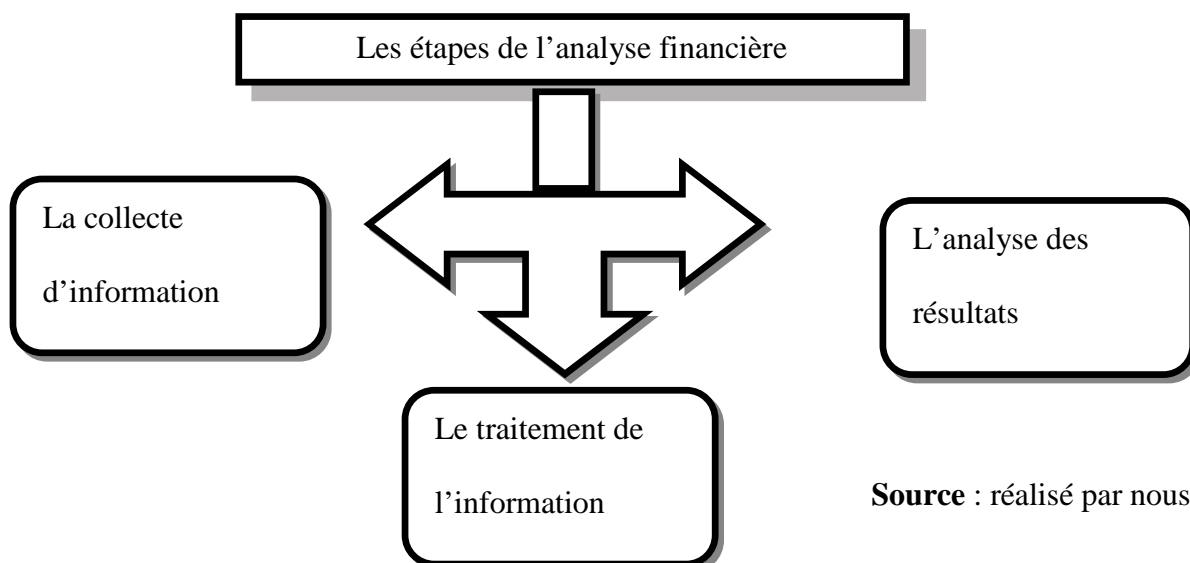 Les étapes de l’analyse financière
La collecte
d’information
L’analyse des
résultats
Le traitement de
l’information
Source : réalisé par nous